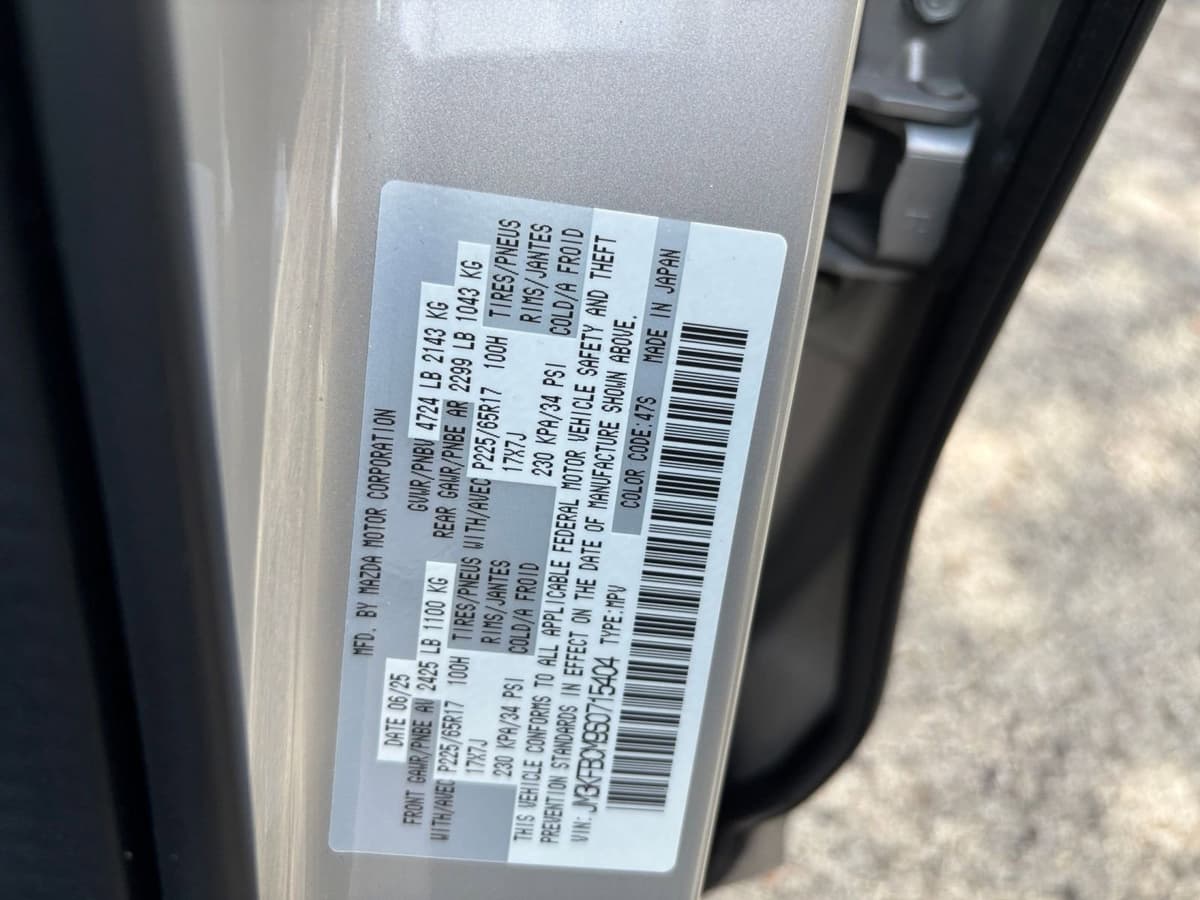 MFD. BY MAZDA MOTOR CORPORATION
DATE 06/25 GVWR/PNBV 4724 LB 2143 KG
FRONT GAWR/PNBE AV 2425 LB 1100 KG REAR GAWR/PNBE AR 2299 LB 1043 KG
WITH/AVEC P225/65R17 100H TIRES/PNEUS WITH/AVEC P225/65R17 100H TIRES/PNEUS
17X7J RIMS/JANTES 17X7J RIMS/JANTES
230 KPA/34 PSI COLD/A FROID 230 KPA/34 PSI COLD/A FROID
THIS VEHICLE CONFORMS TO ALL APPLICABLE FEDERAL MOTOR VEHICLE SAFETY AND THEFT
PREVENTION STANDARDS IN EFFECT ON THE DATE OF MANUFACTURE SHOWN ABOVE.
VIN: JM3KFBCM9S0715404 TYPE:MPV COLOR CODE:47S MADE IN JAPAN